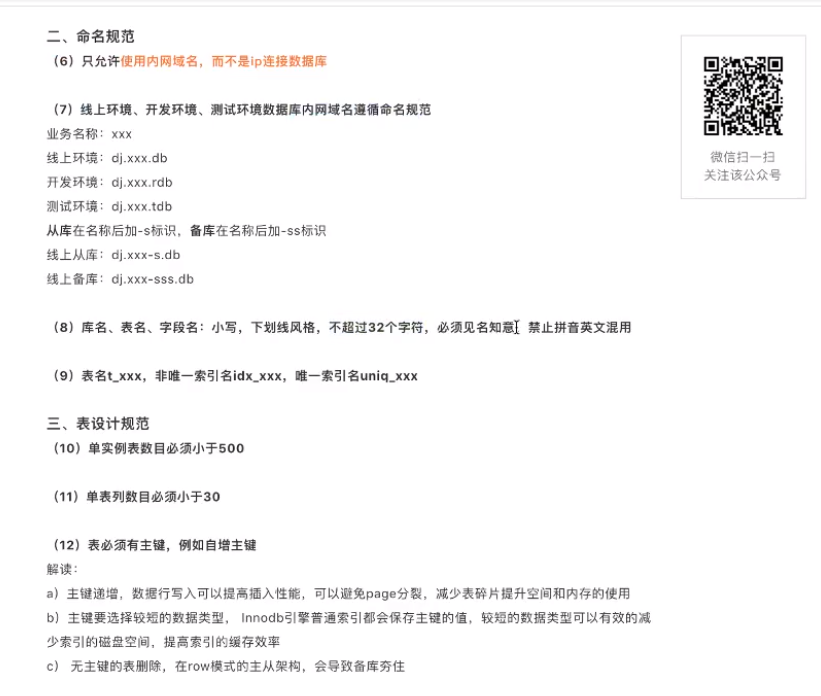 二、命名规范
（6）只允许使用内网域名，而不是ip连接数据库
（7）线上环境、开发环境、测试环境数据库内网域名遵循命名规范
业务名称：xxx
线上环境：dj.xxx.db
开发环境：dj.xxx.rdb
测试环境：dj.xxx.tdb
从库在名称后加-s标识，备库在名称后加-ss标识
线上从库：dj.xxx-s.db
线上备库：dj.xxx-sss.db
（8）库名、表名、字段名：小写，下划线风格，不超过32个字符，必须见名知意，禁止拼音英文混用
（9）表名t_xxx，非唯一索引名idx_xxx，唯一索引名uniq_xxx
三、表设计规范
（10）单实例表数目必须小于500
（11）单表列数目必须小于30
（12）表必须有主键，例如自增主键
解读：
a）主键递增，数据行写入可以提高插入性能，可以避免page分裂，减少表碎片提升空间和内存的使用
b）主键要选择较短的数据类型， Innodb引擎普通索引都会保存主键的值，较短的数据类型可以有效的减
少索引的磁盘空间，提高索引的缓存效率
c） 无主键的表删除，在row模式的主从架构，会导致备库夯住
微信扫一扫
关注该公众号